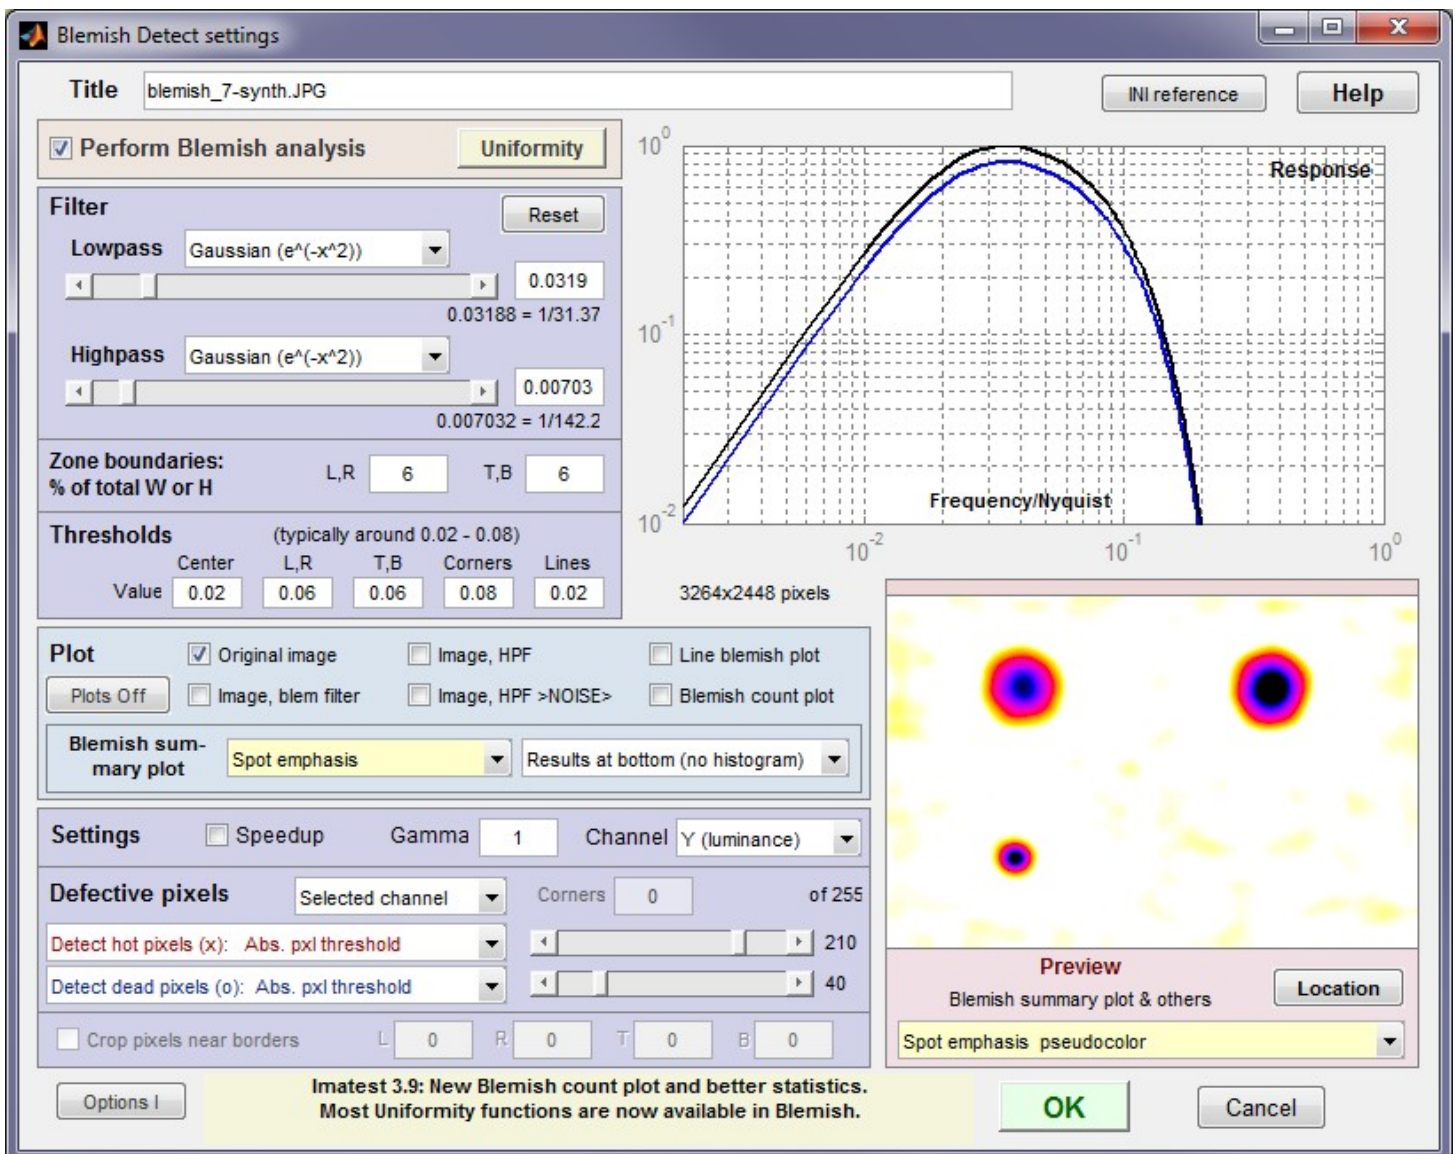 Blemish Detect settings
Title blemish_7-synth.JPG INI reference Help
Perform Blemish analysis Uniformity
Filter Reset
Lowpass Gaussian (e^(-x^2))
0.0319
0.03188 = 1/31.37
Highpass Gaussian (e^(-x^2))
0.00703
0.007032 = 1/142.2
Zone boundaries:
% of total W or H
L,R 6 T,B 6
Thresholds (typically around 0.02 - 0.08)
Center L,R T,B Corners Lines
Value 0.02 0.06 0.06 0.08 0.02
10^0
Response
10^-1
Frequency/Nyquist
10^-2
10^-2 10^-1 10^0
3264x2448 pixels
Plot Original image Image, HPF Line blemish plot
Plots Off Image, blem filter Image, HPF >NOISE> Blemish count plot
Blemish sum-
mary plot
Spot emphasis Results at bottom (no histogram)
Settings Speedup Gamma 1 Channel Y (luminance)
Defective pixels Selected channel Corners 0 of 255
Detect hot pixels (x): Abs. pxl threshold 210
Detect dead pixels (o): Abs. pxl threshold 40
Crop pixels near borders L 0 R 0 T 0 B 0
Preview
Blemish summary plot & others
Location
Spot emphasis pseudocolor
Options I
Imatest 3.9: New Blemish count plot and better statistics.
Most Uniformity functions are now available in Blemish.
OK Cancel